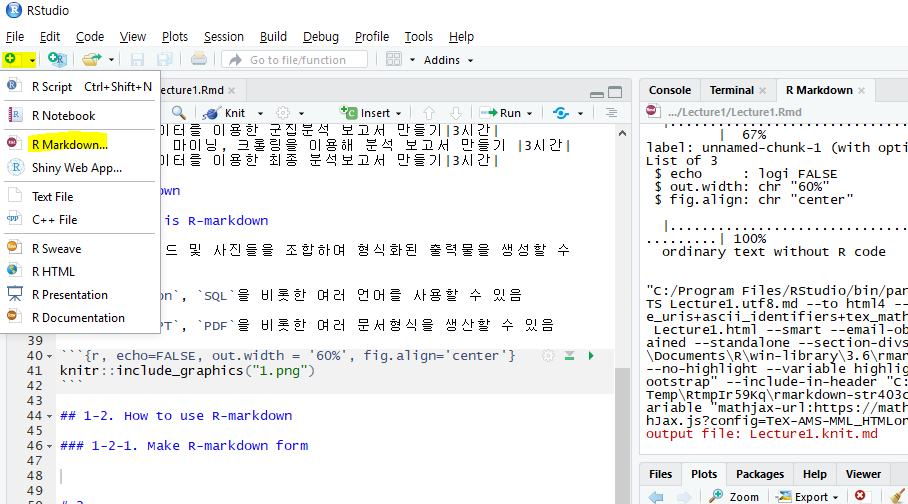 RStudio
File Edit Code View Plots Session Build Debug Profile Tools Help
Go to file/function Addins
R Script Ctrl+Shift+N
R Notebook
R Markdown...
Shiny Web App...
Text File
C++ File
R Sweave
R HTML
R Presentation
R Documentation
ecture1.Rmd
Knit Insert Run
이터를 이용한 군집분석 보고서 만들기|3시간|
마이닝, 크롤링을 이용해 분석 보고서 만들기 |3시간|
이터를 이용한 최종 분석보고서 만들기|3시간|
down
is R-markdown
드 및 사진들을 조합하여 형식화된 출력물을 생성할 수
on`, `SQL`을 비롯한 여러 언어를 사용할 수 있음
PT`, `PDF`을 비롯한 여러 문서형식을 생산할 수 있음
39
40 ```{r, echo=FALSE, out.width = '60%', fig.align='center'}
41 knitr::include_graphics("1.png")
42 ```
43
44 ## 1-2. How to use R-markdown
45
46 ### 1-2-1. Make R-markdown form
47
48
49
Console Terminal R Markdown
.../Lecture1/Lecture1.Rmd
|..............................
| 67%
label: unnamed-chunk-1 (with opti
List of 3
$ echo : logi FALSE
$ out.width: chr "60%"
$ fig.align: chr "center"
|..............................
.........| 100%
ordinary text without R code
"C:/Program Files/RStudio/bin/pan
TS Lecture1.utf8.md --to html4 --
e_uris+ascii_identifiers+tex_math
Lecture1.html --smart --email-ob
ained --standalone --section-divs
\Documents\R\win-library\3.6\rmar
--no-highlight --variable highlig
ootstrap" --include-in-header "C:
Temp\RtmpIr59Kq\rmarkdown-str403c
ariable "mathjax-url:https://math
hJax.js?config=TeX-AMS-MML_HTMLor
output file: Lecture1.knit.md
Files Plots Packages Help Viewer
Zoom Export